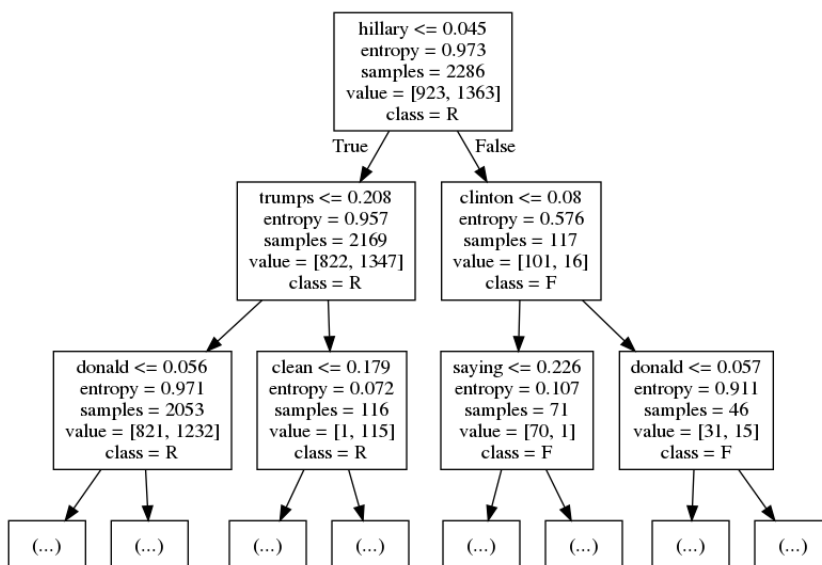 hillary <= 0.045
entropy = 0.973
samples = 2286
value = [923, 1363]
class = R
True
False
trumps <= 0.208
entropy = 0.957
samples = 2169
value = [822, 1347]
class = R
clinton <= 0.08
entropy = 0.576
samples = 117
value = [101, 16]
class = F
donald <= 0.056
entropy = 0.971
samples = 2053
value = [821, 1232]
class = R
clean <= 0.179
entropy = 0.072
samples = 116
value = [1, 115]
class = R
saying <= 0.226
entropy = 0.107
samples = 71
value = [70, 1]
class = F
donald <= 0.057
entropy = 0.911
samples = 46
value = [31, 15]
class = F
(...)
(...)
(...)
(...)
(...)
(...)
(...)
(...)